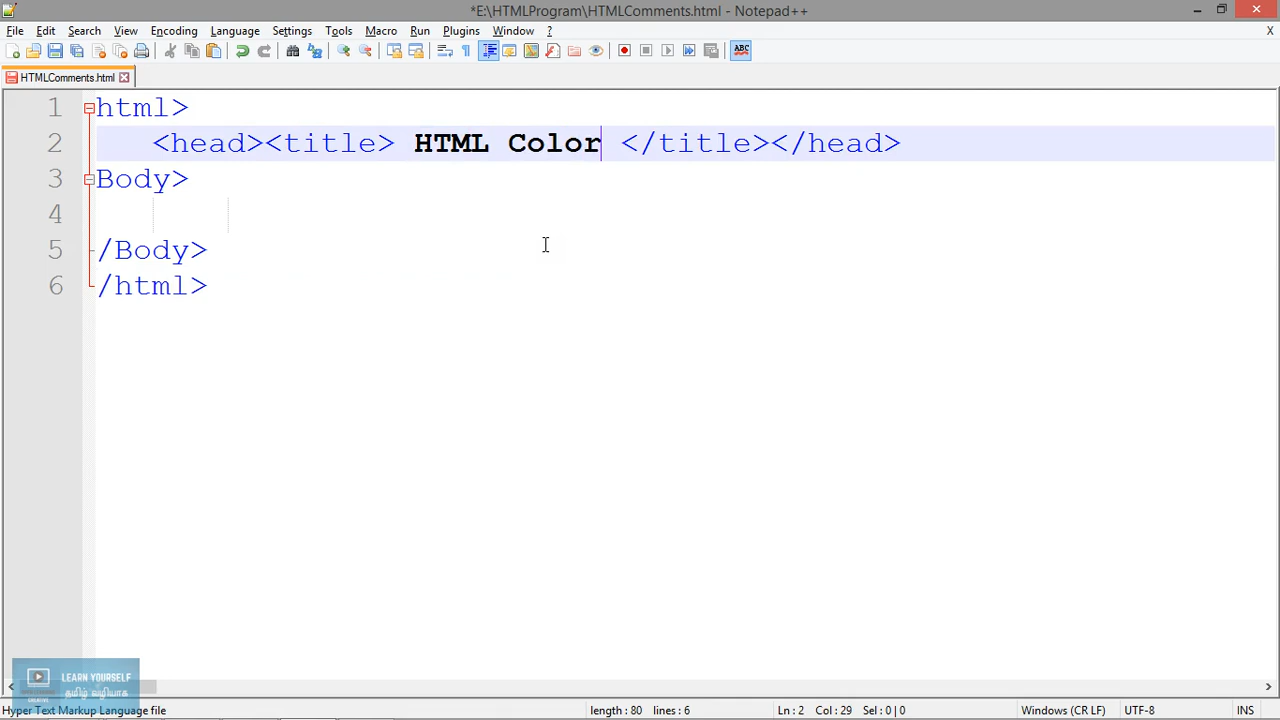 *E:\HTMLProgram\HTMLComments.html - Notepad++
File Edit Search View Encoding Language Settings Tools Macro Run Plugins Window ? X
ABC
HTMLComments.html
1 html>
2 <head><title> HTML Color </title></head>
3 Body>
4
5 /Body>
6 /html>
LEARN YOURSELF
தமிழ் வழியாக
Hyper Text Markup Language file length : 80 lines : 6 Ln : 2 Col : 29 Sel : 0 | 0 Windows (CR LF) UTF-8 INS